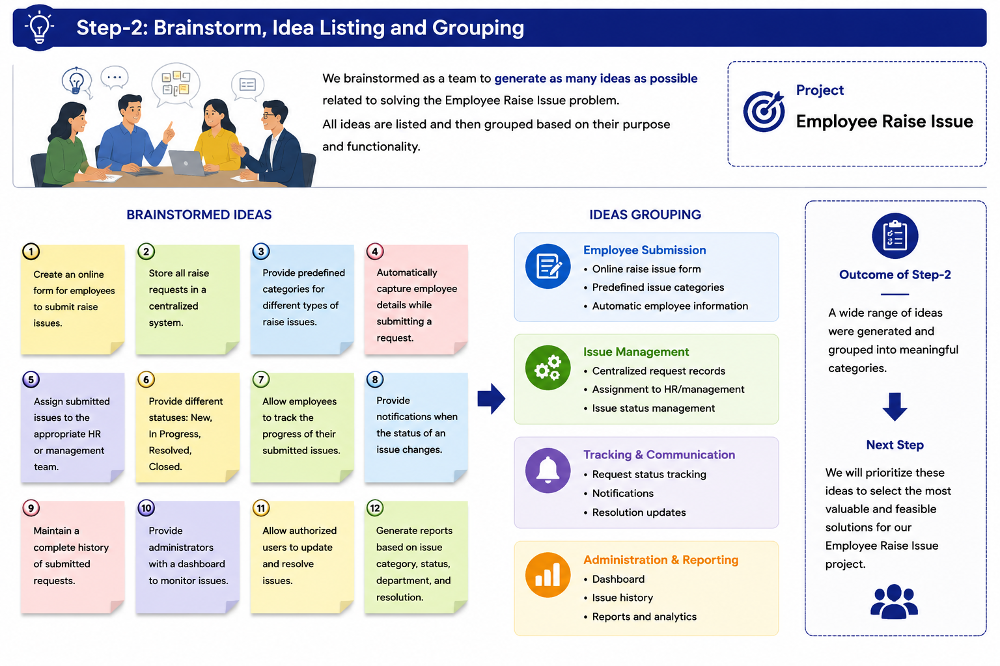 Step-2: Brainstorm, Idea Listing and Grouping
We brainstormed as a team to generate as many ideas as possible
related to solving the Employee Raise Issue problem.
All ideas are listed and then grouped based on their purpose
and functionality.
Project
Employee Raise Issue
BRAINSTORMED IDEAS
1
Create an online
form for employees
to submit raise
issues.
2
Store all raise
requests in a
centralized
system.
3
Provide predefined
categories for
different types of
raise issues.
4
Automatically
capture employee
details while
submitting a
request.
5
Assign submitted
issues to the
appropriate HR
or management
team.
6
Provide different
statuses: New,
In Progress,
Resolved,
Closed.
7
Allow employees
to track the
progress of their
submitted issues.
8
Provide
notifications when
the status of an
issue changes.
9
Maintain a
complete history
of submitted
requests.
10
Provide
administrators
with a dashboard
to monitor issues.
11
Allow authorized
users to update
and resolve
issues.
12
Generate reports
based on issue
category, status,
department, and
resolution.
IDEAS GROUPING
Employee Submission
• Online raise issue form
• Predefined issue categories
• Automatic employee information
Issue Management
• Centralized request records
• Assignment to HR/management
• Issue status management
Tracking & Communication
• Request status tracking
• Notifications
• Resolution updates
Administration & Reporting
• Dashboard
• Issue history
• Reports and analytics
Outcome of Step-2
A wide range of ideas
were generated and
grouped into meaningful
categories.
Next Step
We will prioritize these
ideas to select the most
valuable and feasible
solutions for our
Employee Raise Issue
project.